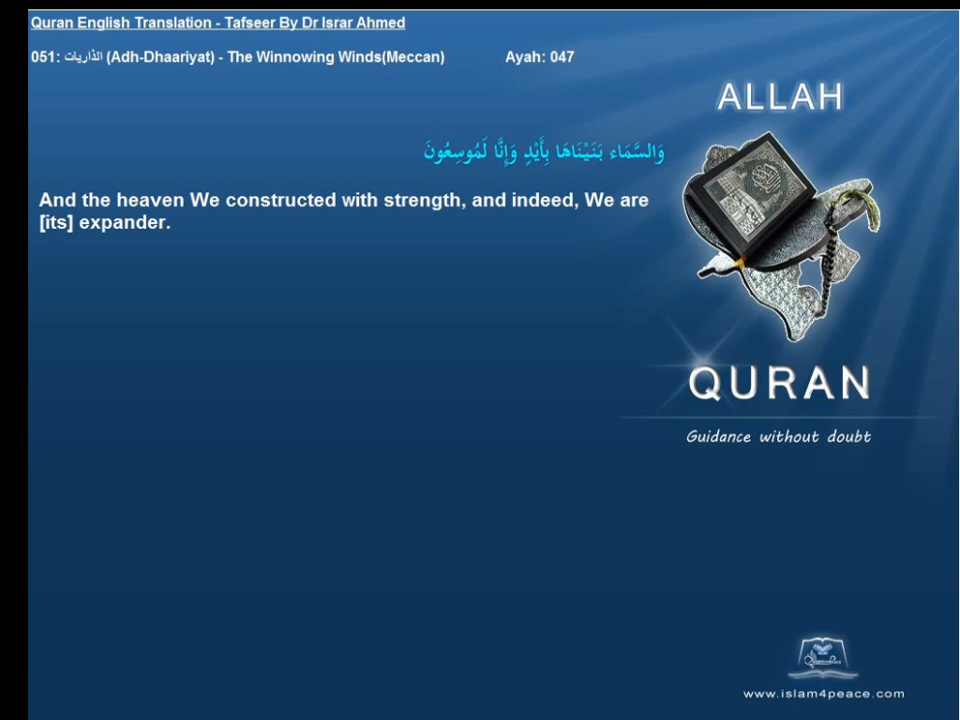 Quran English Translation - Tafseer By Dr Israr Ahmed
051: الذاريات (Adh-Dhaariyat) - The Winnowing Winds(Meccan) Ayah: 047
ALLAH
وَالسَّمَاء بَنَيْنَاهَا بِأَيْدٍ وَإِنَّا لَمُوسِعُونَ
And the heaven We constructed with strength, and indeed, We are
[its] expander.
QURAN
Guidance without doubt
www.islam4peace.com